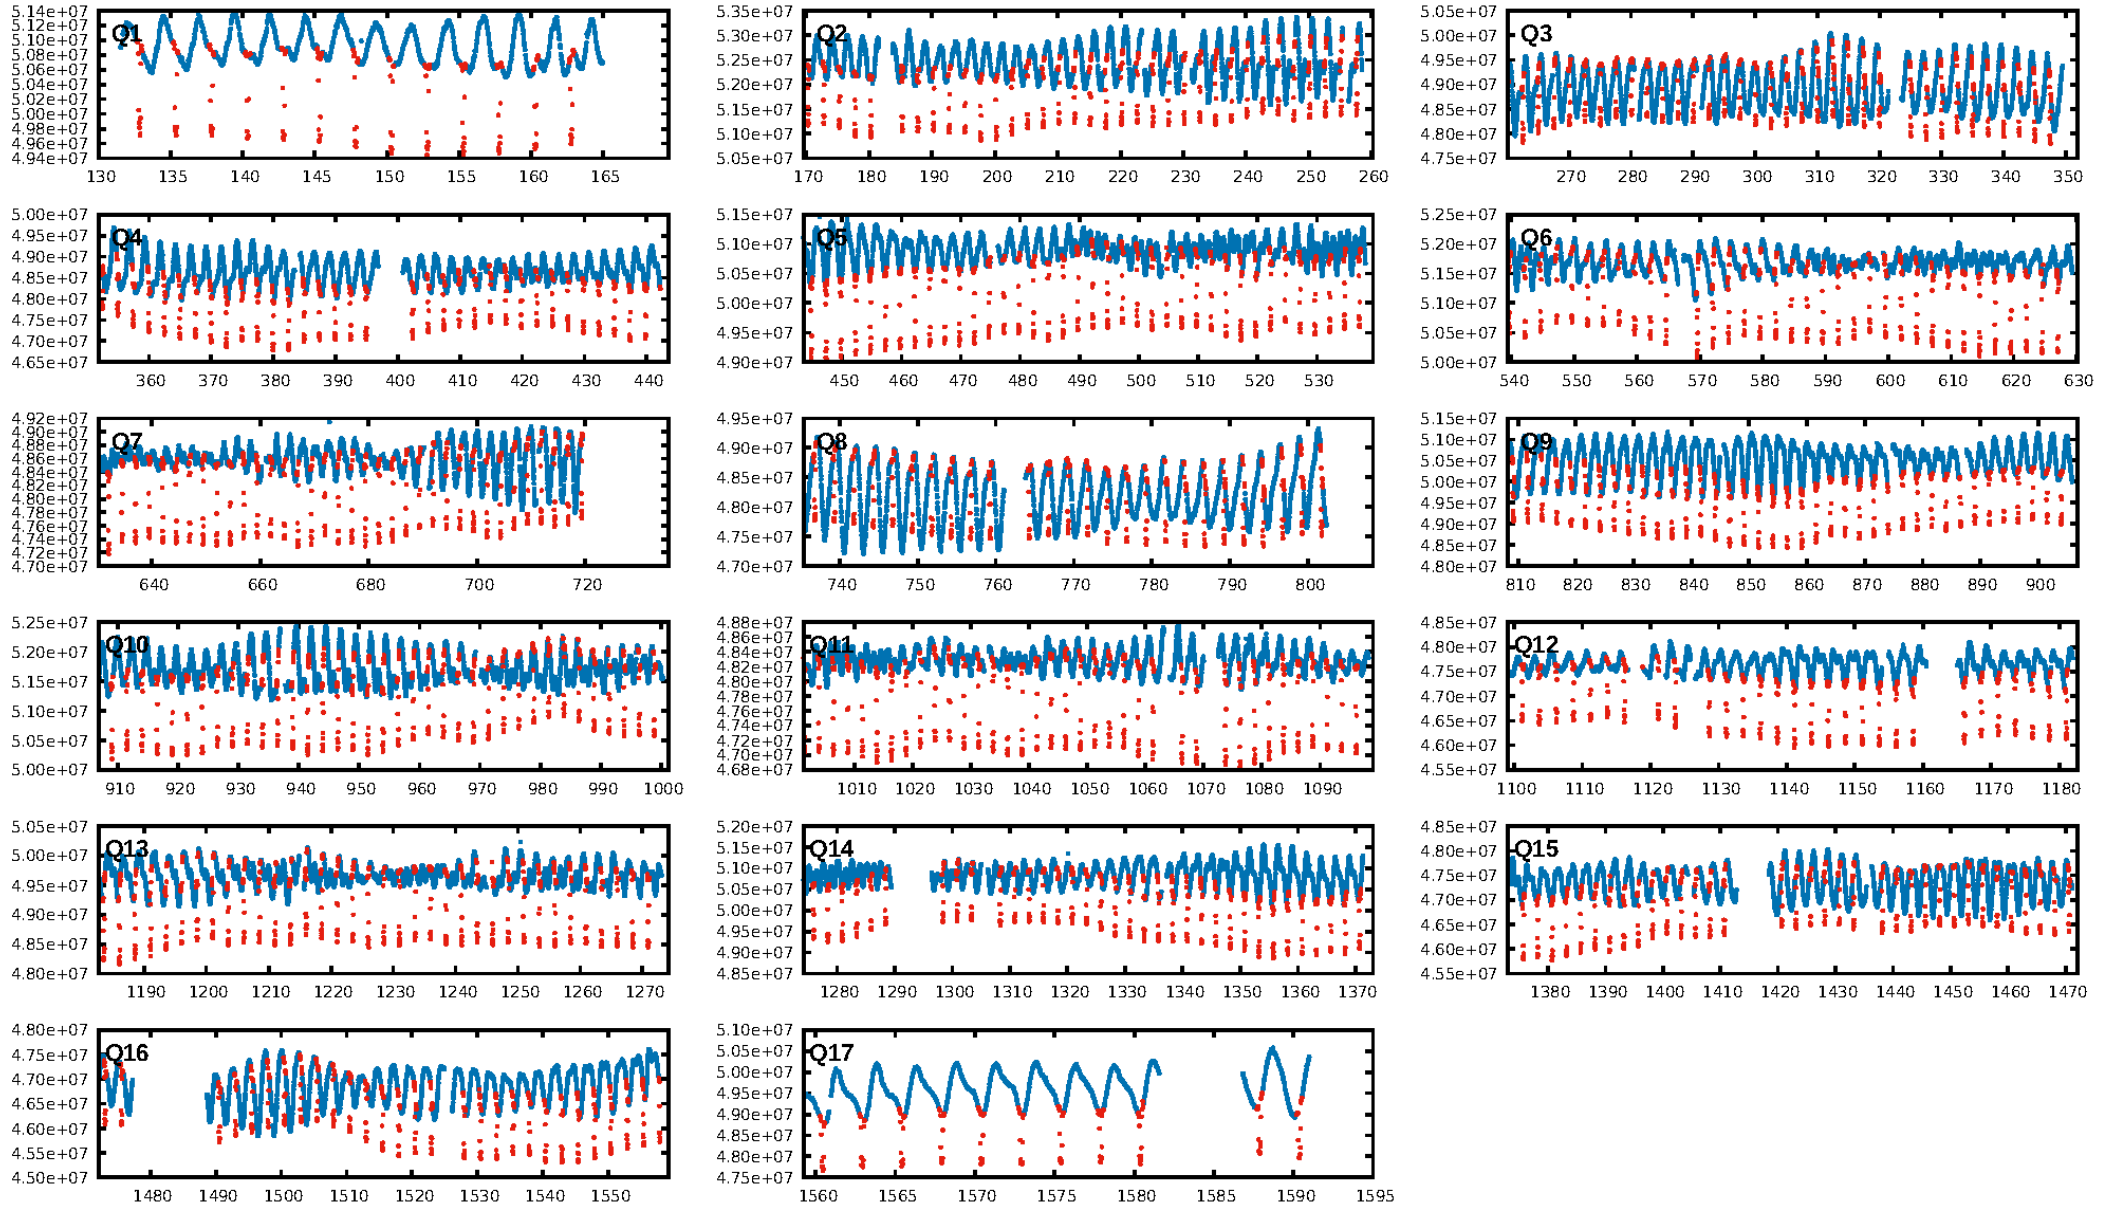 5.14e+07
5.12e+07
5.10e+07
5.08e+07
5.06e+07
5.04e+07
5.02e+07
5.00e+07
4.98e+07
4.96e+07
4.94e+07
Q1
130 135 140 145 150 155 160 165
5.35e+07
5.30e+07
5.25e+07
5.20e+07
5.15e+07
5.10e+07
5.05e+07
Q2
170 180 190 200 210 220 230 240 250 260
5.05e+07
5.00e+07
4.95e+07
4.90e+07
4.85e+07
4.80e+07
4.75e+07
Q3
270 280 290 300 310 320 330 340 350
5.00e+07
4.95e+07
4.90e+07
4.85e+07
4.80e+07
4.75e+07
4.70e+07
4.65e+07
Q4
360 370 380 390 400 410 420 430 440
5.15e+07
5.10e+07
5.05e+07
5.00e+07
4.95e+07
4.90e+07
Q5
450 460 470 480 490 500 510 520 530
5.25e+07
5.20e+07
5.15e+07
5.10e+07
5.05e+07
5.00e+07
Q6
540 550 560 570 580 590 600 610 620 630
4.92e+07
4.90e+07
4.88e+07
4.86e+07
4.84e+07
4.82e+07
4.80e+07
4.78e+07
4.76e+07
4.74e+07
4.72e+07
4.70e+07
Q7
640 660 680 700 720
4.95e+07
4.90e+07
4.85e+07
4.80e+07
4.75e+07
4.70e+07
Q8
740 750 760 770 780 790 800
5.15e+07
5.10e+07
5.05e+07
5.00e+07
4.95e+07
4.90e+07
4.85e+07
4.80e+07
Q9
810 820 830 840 850 860 870 880 890 900
5.25e+07
5.20e+07
5.15e+07
5.10e+07
5.05e+07
5.00e+07
Q10
910 920 930 940 950 960 970 980 990 1000
4.88e+07
4.86e+07
4.84e+07
4.82e+07
4.80e+07
4.78e+07
4.76e+07
4.74e+07
4.72e+07
4.70e+07
4.68e+07
Q11
1010 1020 1030 1040 1050 1060 1070 1080 1090
4.85e+07
4.80e+07
4.75e+07
4.70e+07
4.65e+07
4.60e+07
4.55e+07
Q12
1100 1110 1120 1130 1140 1150 1160 1170 1180
5.05e+07
5.00e+07
4.95e+07
4.90e+07
4.85e+07
4.80e+07
Q13
1190 1200 1210 1220 1230 1240 1250 1260 1270
5.20e+07
5.15e+07
5.10e+07
5.05e+07
5.00e+07
4.95e+07
4.90e+07
4.85e+07
Q14
1280 1290 1300 1310 1320 1330 1340 1350 1360 1370
4.85e+07
4.80e+07
4.75e+07
4.70e+07
4.65e+07
4.60e+07
4.55e+07
Q15
1380 1390 1400 1410 1420 1430 1440 1450 1460 1470
4.80e+07
4.75e+07
4.70e+07
4.65e+07
4.60e+07
4.55e+07
4.50e+07
Q16
1480 1490 1500 1510 1520 1530 1540 1550
5.10e+07
5.05e+07
5.00e+07
4.95e+07
4.90e+07
4.85e+07
4.80e+07
4.75e+07
Q17
1560 1565 1570 1575 1580 1585 1590 1595